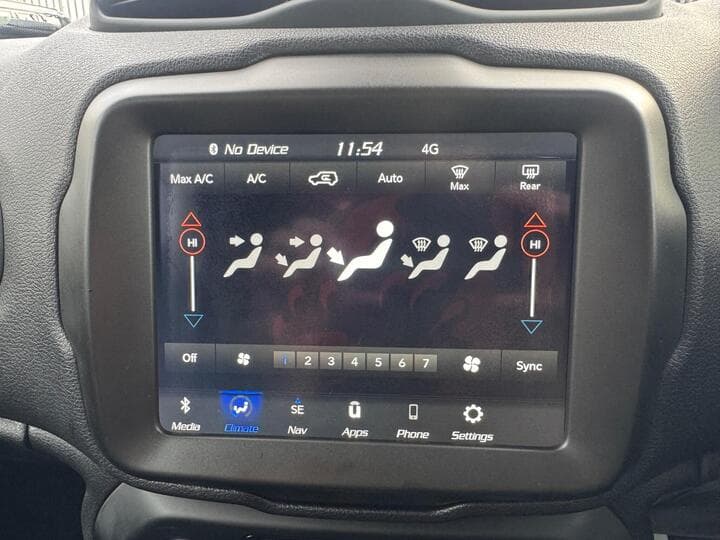 No Device 11:54 4G
Max A/C A/C Auto Max Rear
HI HI
Off 1 2 3 4 5 6 7 Sync
SE
Media Climate Nav Apps Phone Settings